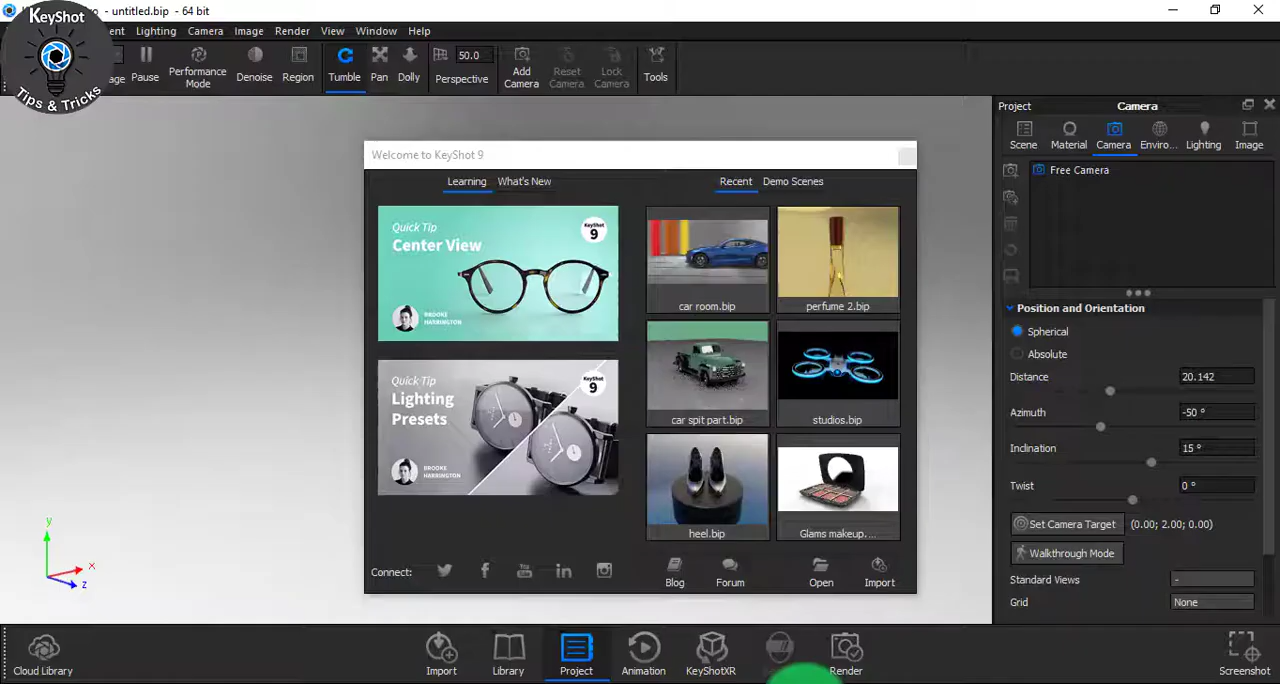 - untitled.bip - 64 bit
KeyShot
Tips & Tricks
Lighting Camera Image Render View Window Help
Pause
Performance
Mode
Denoise
Region
Tumble
Pan
Dolly
50.0
Perspective
Add
Camera
Reset
Camera
Lock
Camera
Tools
Welcome to KeyShot 9
Learning What's New
Quick Tip
Center View
KeyShot
9
BROOKE
HARRINGTON
Quick Tip
Lighting
Presets
KeyShot
9
BROOKE
HARRINGTON
Recent Demo Scenes
car room.bip
perfume 2.bip
car spit part.bip
studios.bip
heel.bip
Glams makeup....
Connect:
You
Tube
Blog
Forum
Open
Import
Project
Camera
Scene
Material
Camera
Enviro...
Lighting
Image
Free Camera
Position and Orientation
Spherical
Absolute
Distance 20.142
Azimuth -50 °
Inclination 15 °
Twist 0 °
Set Camera Target (0.00; 2.00; 0.00)
Walkthrough Mode
Standard Views -
Grid None
y
x
z
Cloud Library
Import
Library
Project
Animation
KeyShotXR
Render
Screenshot